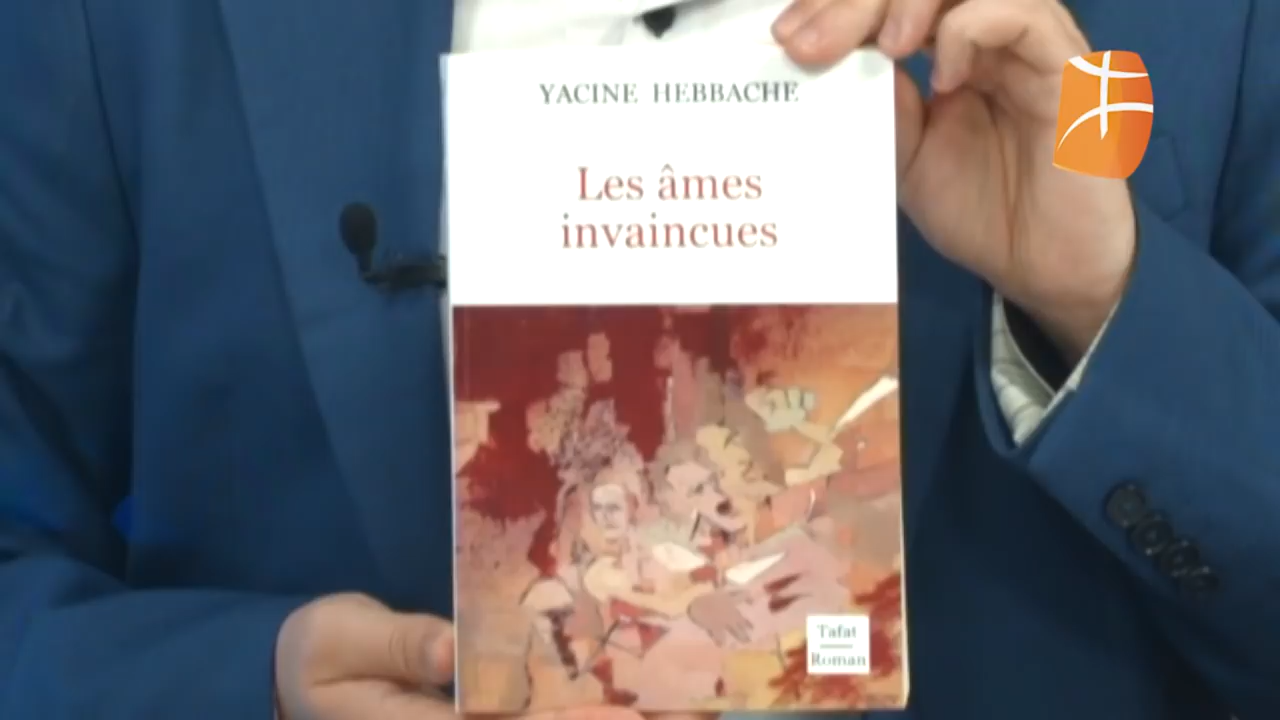 YACINE HEBBACHE
Les âmes
invaincues
Tafat
Roman